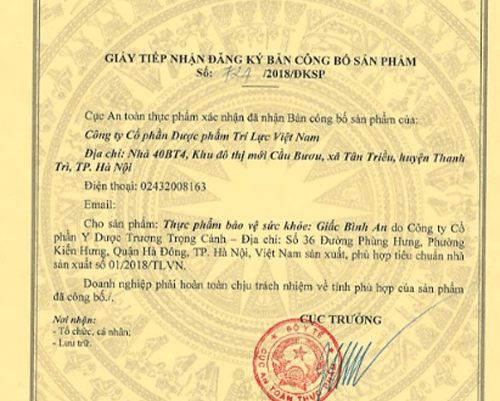 GIẤY TIẾP NHẬN ĐĂNG KÝ BẢN CÔNG BỐ SẢN PHẨM
Số: 727 /2018/ĐKSP
Cục An toàn thực phẩm xác nhận đã nhận Bản công bố sản phẩm của:
Công ty Cổ phần Dược phẩm Trí Lực Việt Nam
Địa chỉ: Nhà 40BT4, Khu đô thị mới Cầu Bươu, xã Tân Triều, huyện Thanh
Trì, TP. Hà Nội
Điện thoại: 02432008163
Email:
Cho sản phẩm: Thực phẩm bảo vệ sức khỏe: Giấc Bình An do Công ty Cổ
phần Y Dược Trương Trọng Cảnh – Địa chỉ: Số 36 Đường Phùng Hưng, Phường
Kiến Hưng, Quận Hà Đông, TP. Hà Nội, Việt Nam sản xuất, phù hợp tiêu chuẩn nhà
sản xuất số 01/2018/TLVN.
Doanh nghiệp phải hoàn toàn chịu trách nhiệm về tính phù hợp của sản phẩm
đã công bố./.
Nơi nhận:
- Tổ chức, cá nhân;
- Lưu trữ.
CỤC TRƯỞNG
BỘ Y TẾ
CỤC AN TOÀN THỰC PHẨM